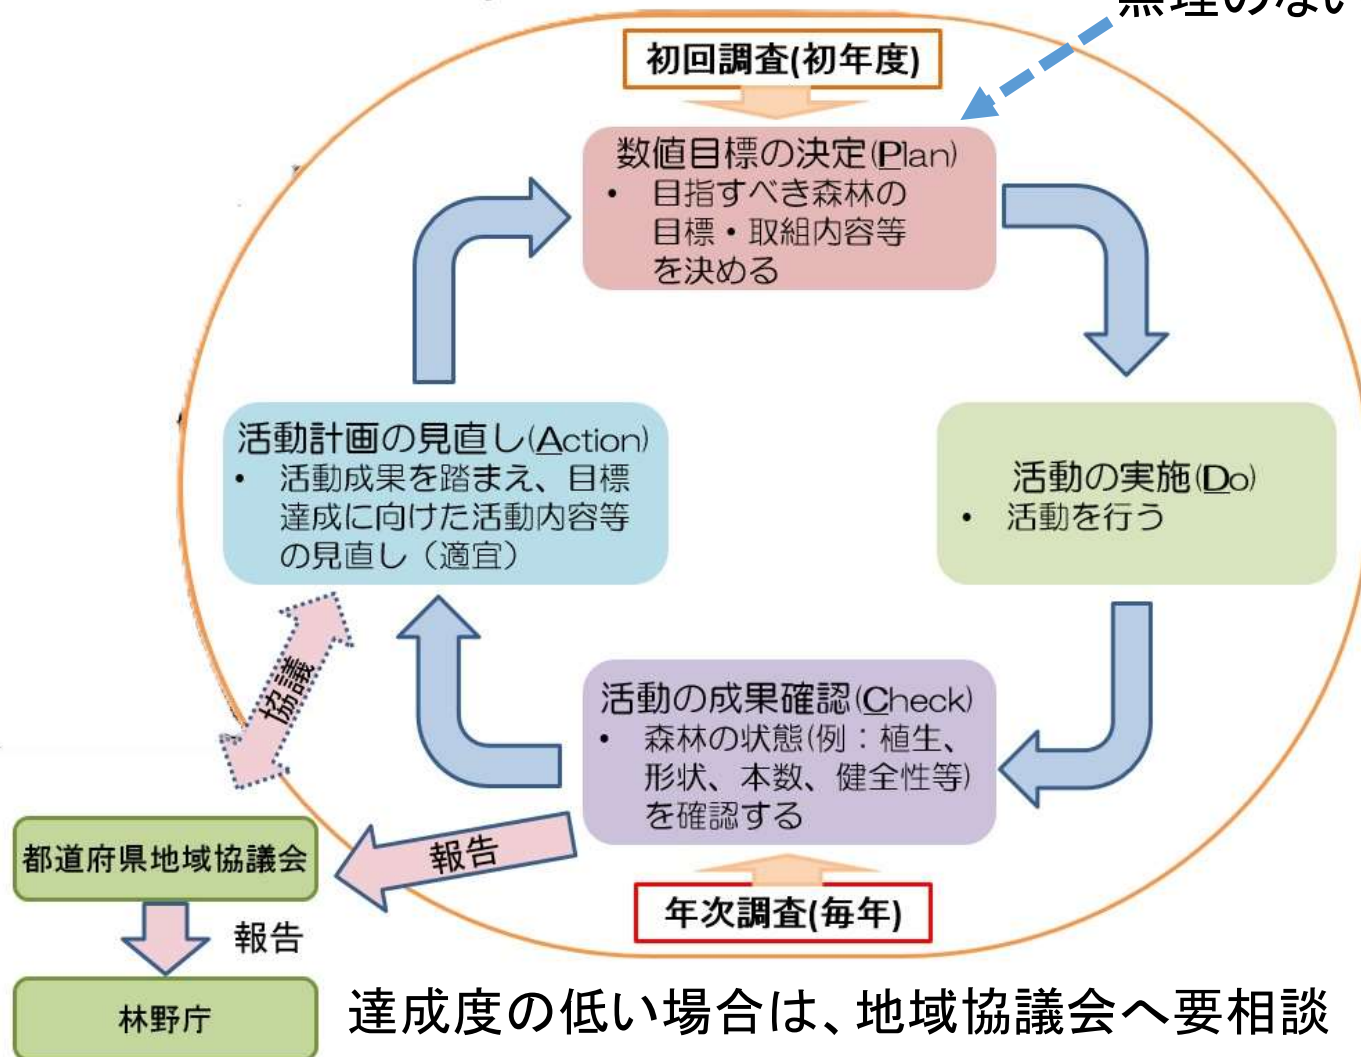 無理のない
初回調査(初年度)
数値目標の決定(Plan)
• 目指すべき森林の
目標・取組内容等
を決める
活動計画の見直し(Action)
• 活動成果を踏まえ、目標
達成に向けた活動内容等
の見直し（適宜）
活動の実施(Do)
• 活動を行う
協議
活動の成果確認(Check)
• 森林の状態(例：植生、
形状、本数、健全性等)
を確認する
都道府県地域協議会
報告
年次調査(毎年)
報告
林野庁
達成度の低い場合は、地域協議会へ要相談